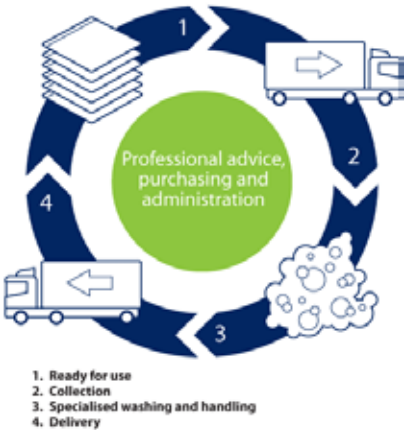 1
2
3
4
Professional advice,
purchasing and
administration
1. Ready for use
2. Collection
3. Specialised washing and handling
4. Delivery